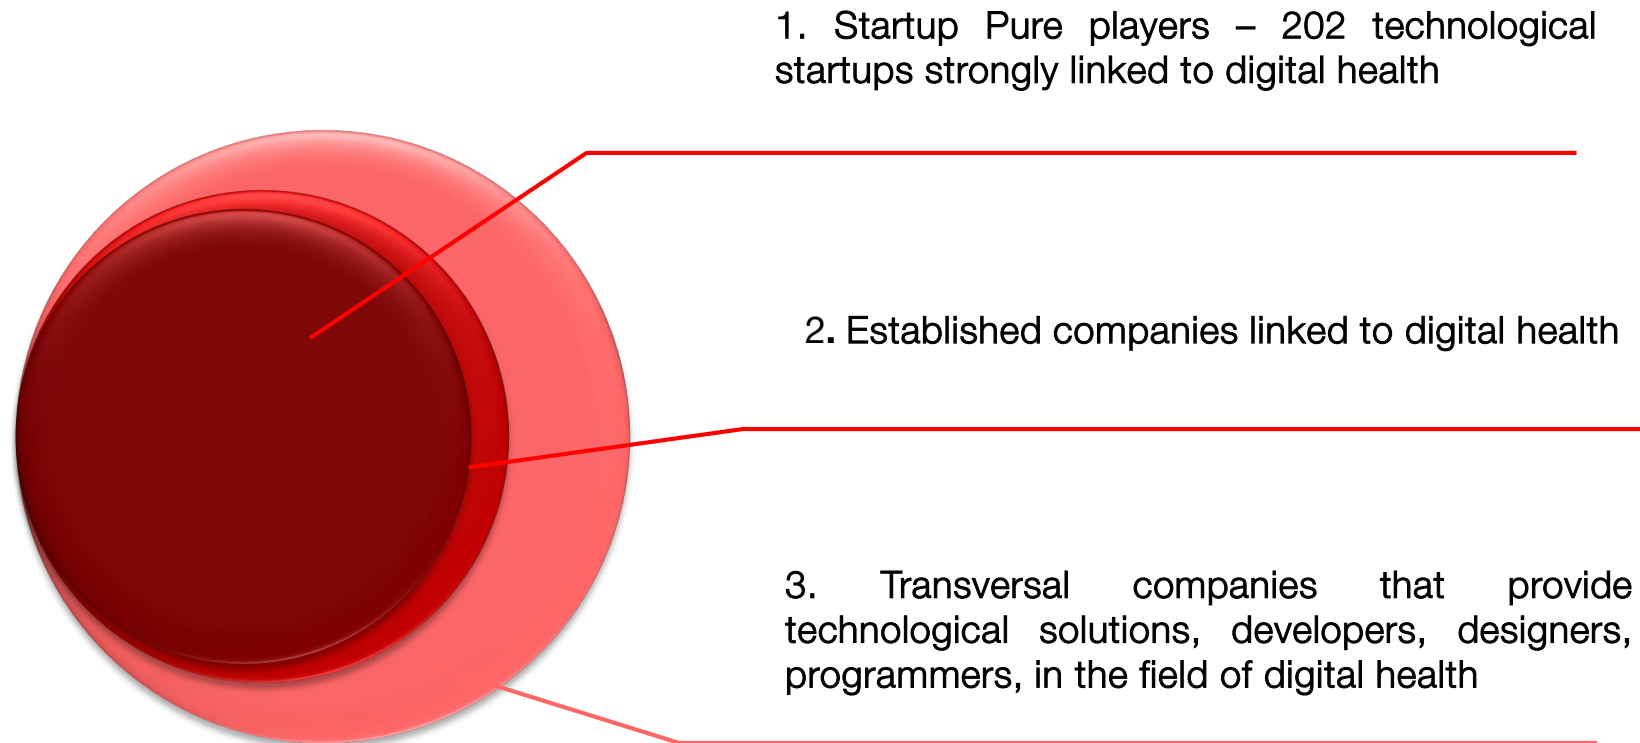 1. Startup Pure players – 202 technological
startups strongly linked to digital health
2. Established companies linked to digital health
3. Transversal companies that provide
technological solutions, developers, designers,
programmers, in the field of digital health